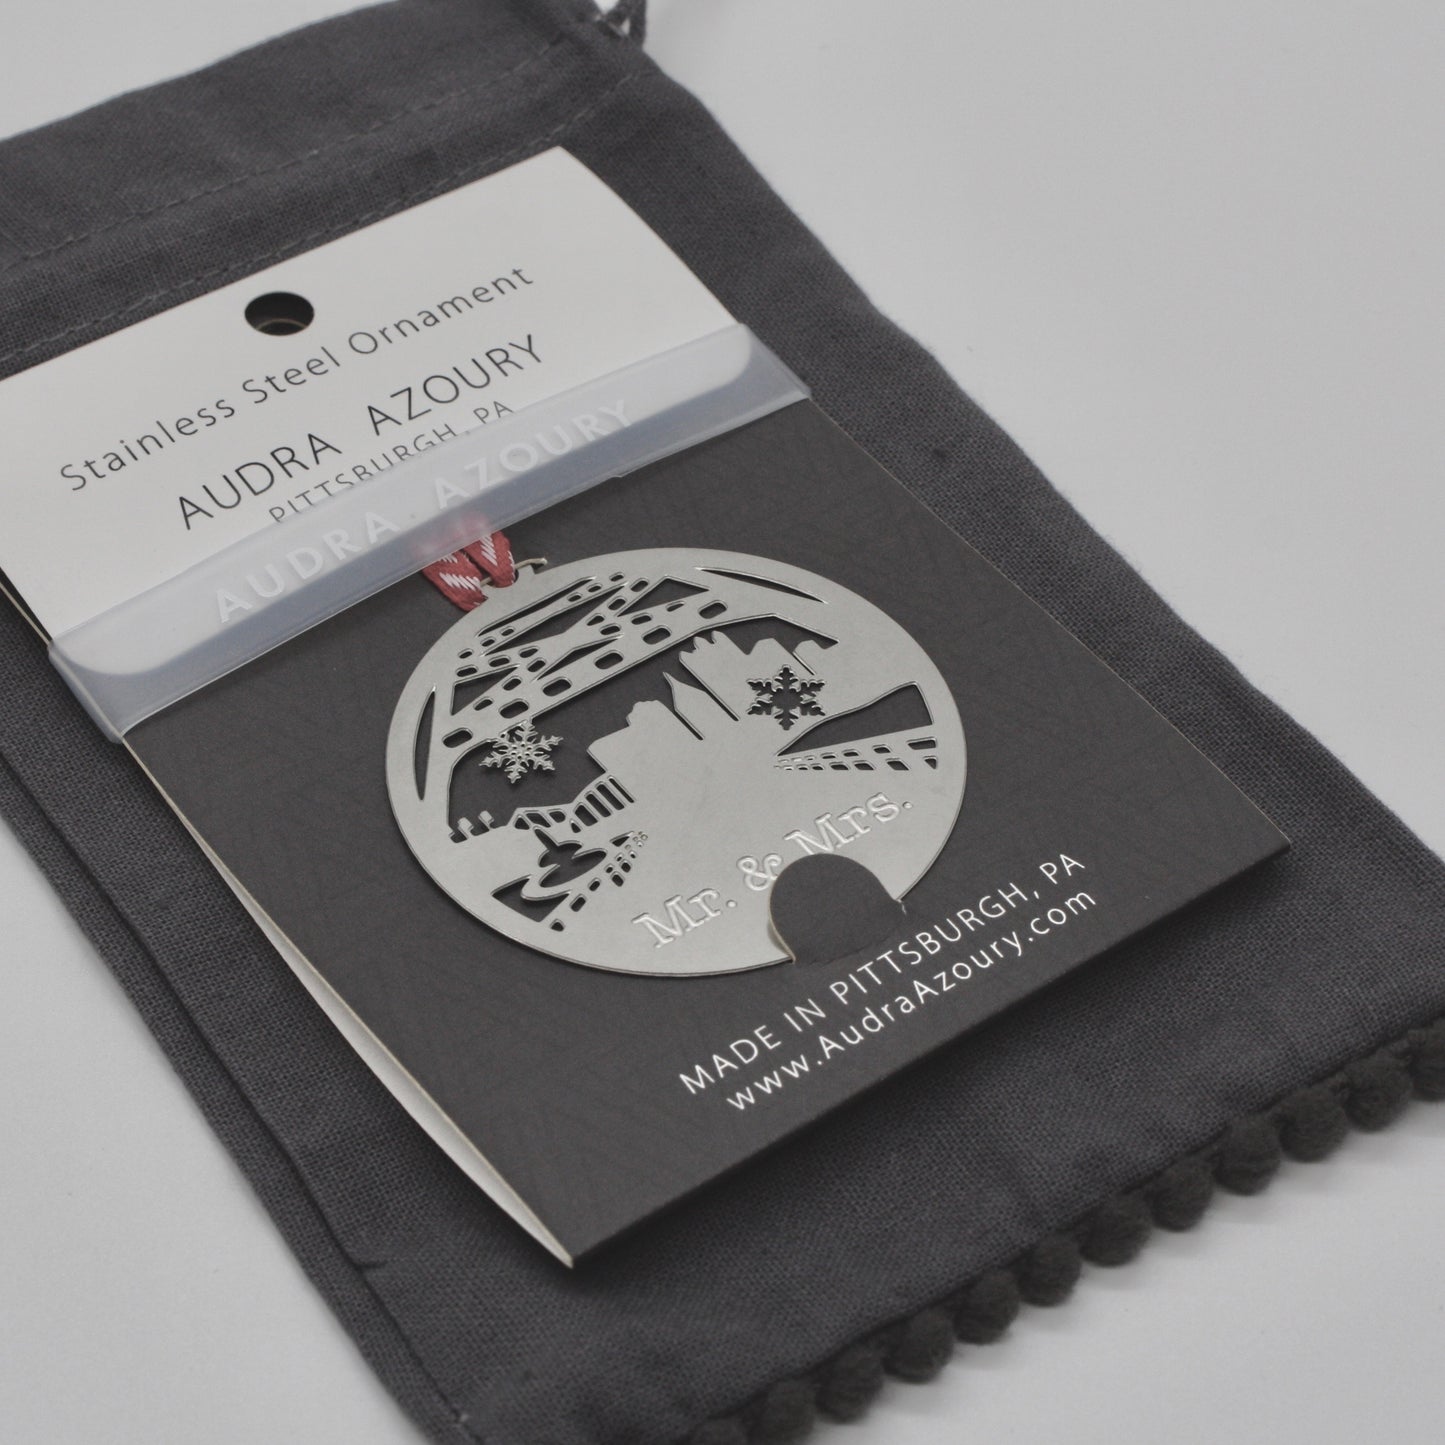 Stainless Steel Ornament
AUDRA AZOURY
PITTSBURGH, PA
AUDRA AZOURY
Mr. & Mrs.
MADE IN PITTSBURGH, PA
www.AudraAzoury.com